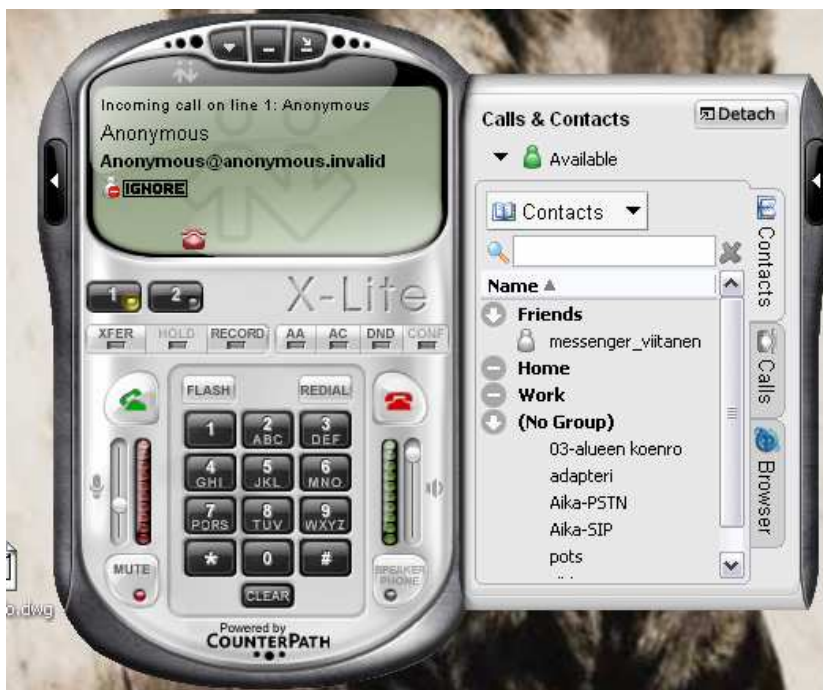 Incoming call on line 1: Anonymous
Anonymous
Anonymous@anonymous.invalid
IGNORE
1 2
X-Lite
XFER HOLD RECORD AA AC DND CONF
FLASH REDIAL
1 2 3
ABC DEF
4 5 6
GHI JKL MNO
7 8 9
PQRS TUV WXYZ
* 0 #
CLEAR
MUTE
SPEAKER
PHONE
Powered by
COUNTERPATH
Calls & Contacts
Detach
Available
Contacts
Name
Friends
messenger_viitanen
Home
Work
(No Group)
03-alueen koenro
adapteri
Aika-PSTN
Aika-SIP
pots
Contacts
Calls
Browser
o.dwg